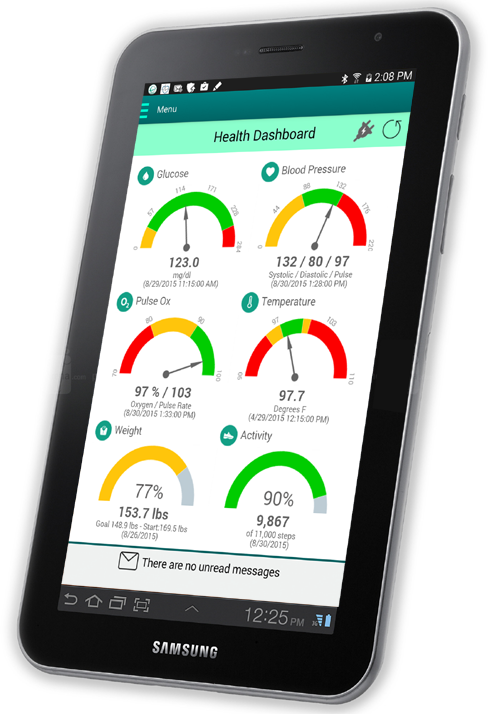 2:08 PM
Menu
Health Dashboard
Glucose
0 57 114 171 228 284
123.0
mg/dl
(8/29/2015 11:15:00 AM)
Blood Pressure
44 88 132 176 220
132 / 80 / 97
Systolic / Diastolic / Pulse
(8/30/2015 1:28:00 PM)
O2 Pulse Ox
70 80 90 100
97 % / 103
Oxygen / Pulse Rate
(8/30/2015 1:33:00 PM)
Temperature
97 103 110
97.7
Degrees F
(4/29/2015 12:15:00 PM)
Weight
77%
153.7 lbs
Goal 148.9 lbs - Start:169.5 lbs
(8/26/2015)
Activity
90%
9,867
of 11,000 steps
(8/30/2015)
There are no unread messages
12:25 PM
SAMSUNG